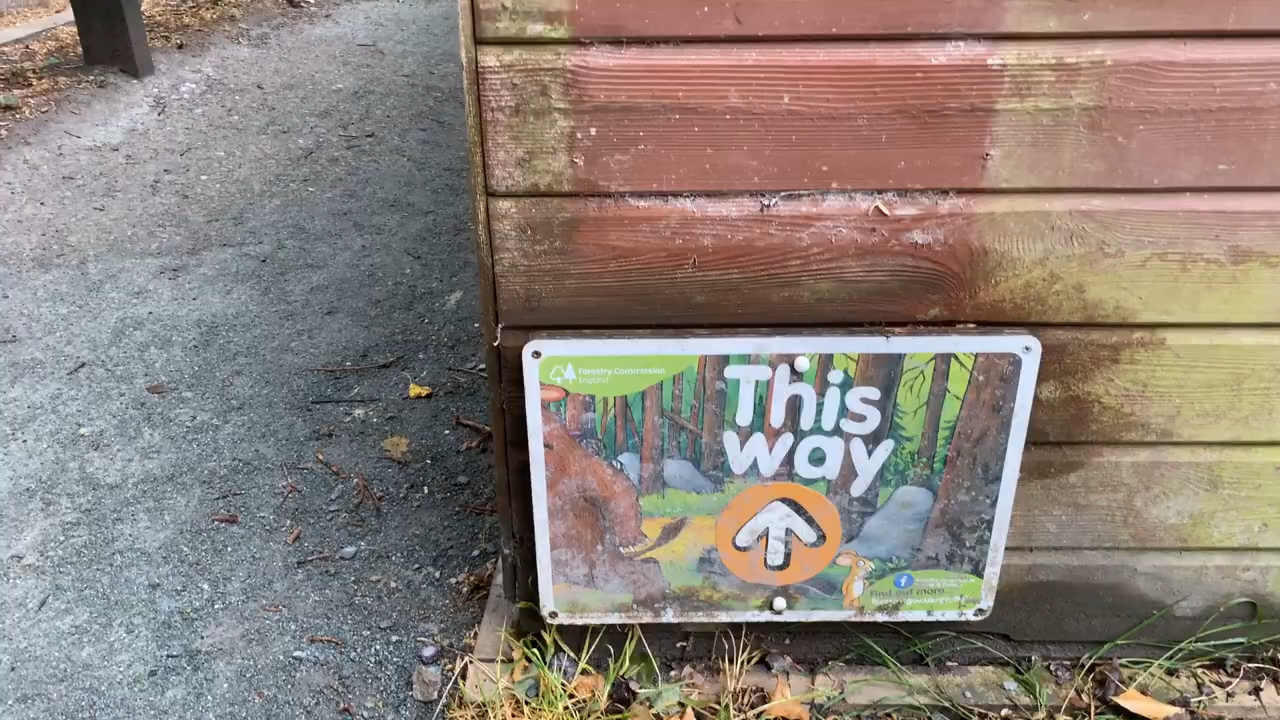 Forestry Commission
England
This
way
Find out more